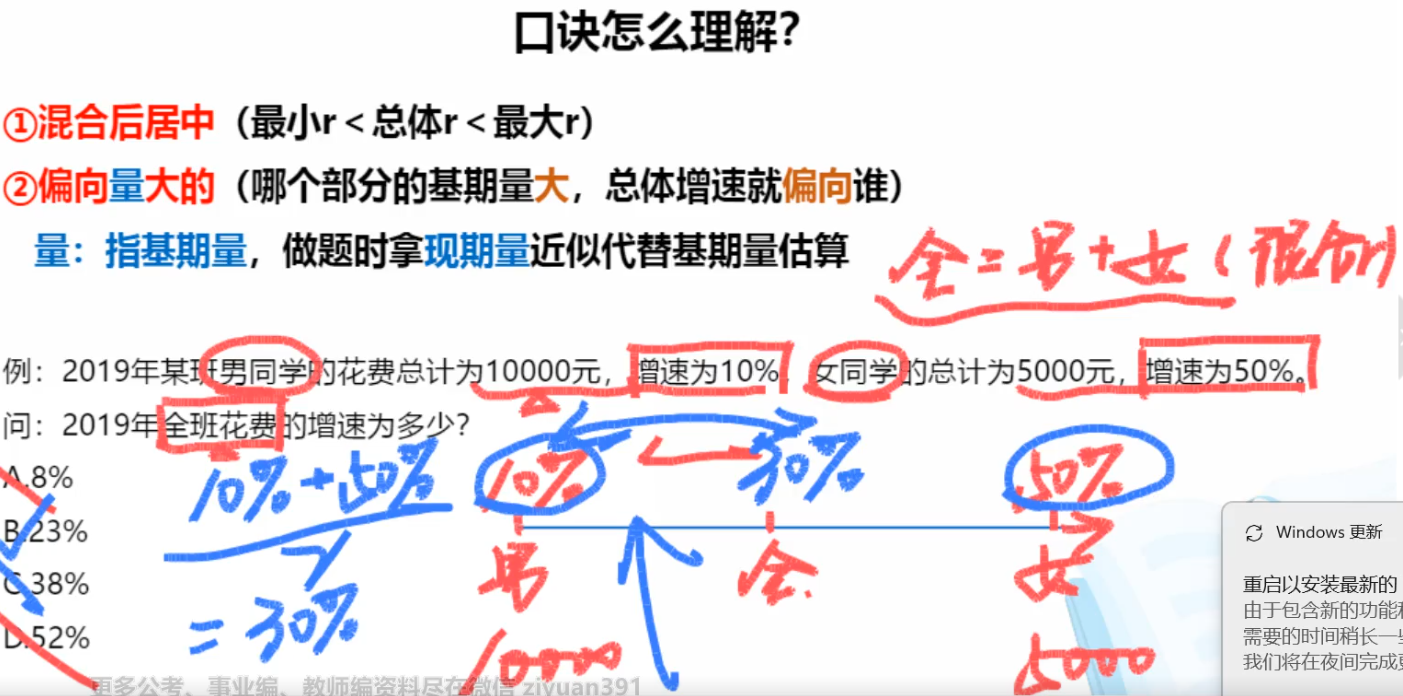 口诀怎么理解？
①混合后居中（最小r＜总体r＜最大r）
②偏向量大的（哪个部分的基期量大，总体增速就偏向谁）
量：指基期量，做题时拿现期量近似代替基期量估算
全=男+女(混合)
例：2019年某班男同学的花费总计为10000元，增速为10%，女同学的总计为5000元，增速为50%。
问：2019年全班花费的增速为多少?
A.8%
B.23%
C.38%
D.52%
10%+50%
2
=30%
10% 30% 50%
男 全 女
10000 5000
Windows 更新
重启以安装最新的
由于包含新的功能和
需要的时间稍长一些
我们将在夜间完成更
更多公考、事业编、教师编资料尽在微信 ziyuan391